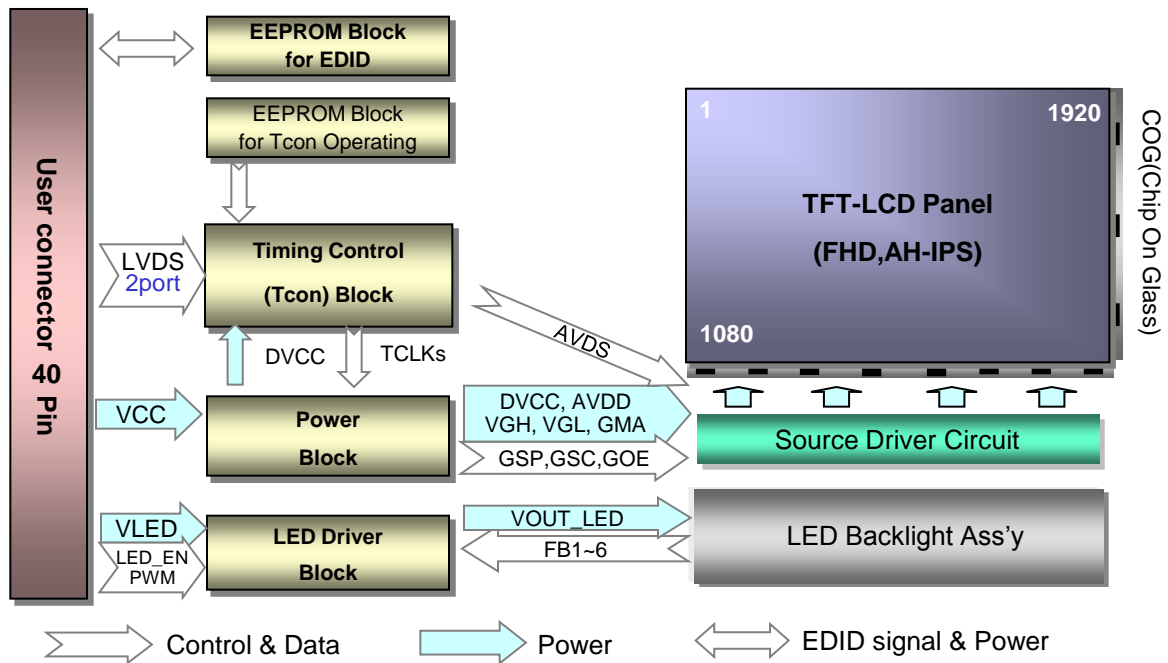 EEPROM Block
for EDID
EEPROM Block
for Tcon Operating
User connector 40 Pin
LVDS
2port
Timing Control
(Tcon) Block
1
1920
TFT-LCD Panel
(FHD,AH-IPS)
1080
COG(Chip On Glass)
AVDS
DVCC
TCLKs
VCC
Power
Block
DVCC, AVDD
VGH, VGL, GMA
GSP,GSC,GOE
Source Driver Circuit
VLED
LED_EN
PWM
LED Driver
Block
VOUT_LED
FB1~6
LED Backlight Ass'y
Control & Data
Power
EDID signal & Power